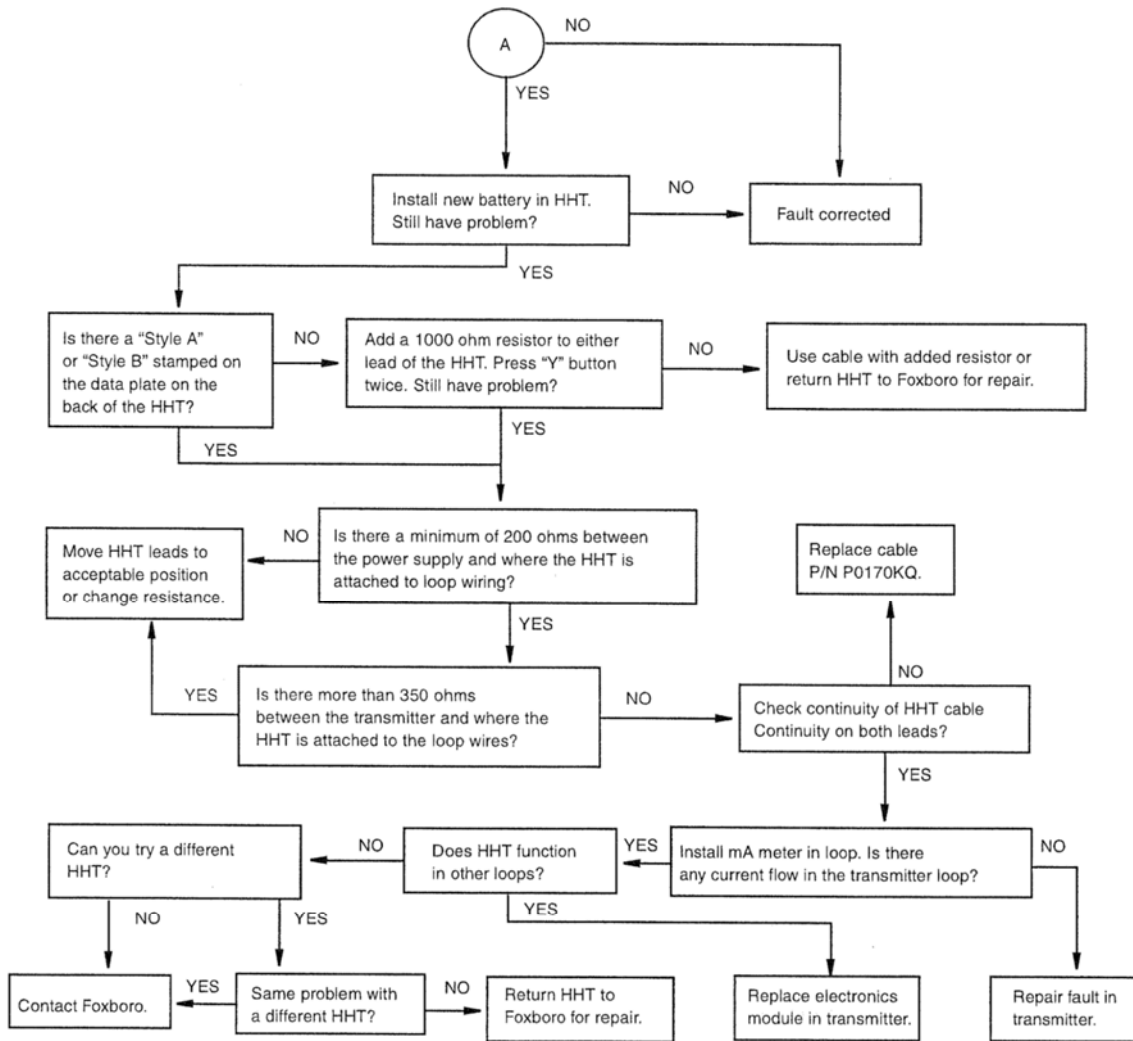 NO
A
YES
Install new battery in HHT.
Still have problem?
NO
Fault corrected
YES
Is there a “Style A”
or “Style B” stamped on
the data plate on the
back of the HHT?
NO
Add a 1000 ohm resistor to either
lead of the HHT. Press “Y” button
twice. Still have problem?
NO
Use cable with added resistor or
return HHT to Foxboro for repair.
YES
YES
Is there a minimum of 200 ohms between
the power supply and where the HHT is
attached to loop wiring?
NO
Move HHT leads to
acceptable position
or change resistance.
Replace cable
P/N P0170KQ.
YES
YES
Is there more than 350 ohms
between the transmitter and where the
HHT is attached to the loop wires?
NO
NO
Check continuity of HHT cable
Continuity on both leads?
YES
Can you try a different
HHT?
NO
Does HHT function
in other loops?
YES
Install mA meter in loop. Is there
any current flow in the transmitter loop?
NO
NO
YES
YES
Contact Foxboro.
YES
Same problem with
a different HHT?
NO
Return HHT to
Foxboro for repair.
Replace electronics
module in transmitter.
Repair fault in
transmitter.